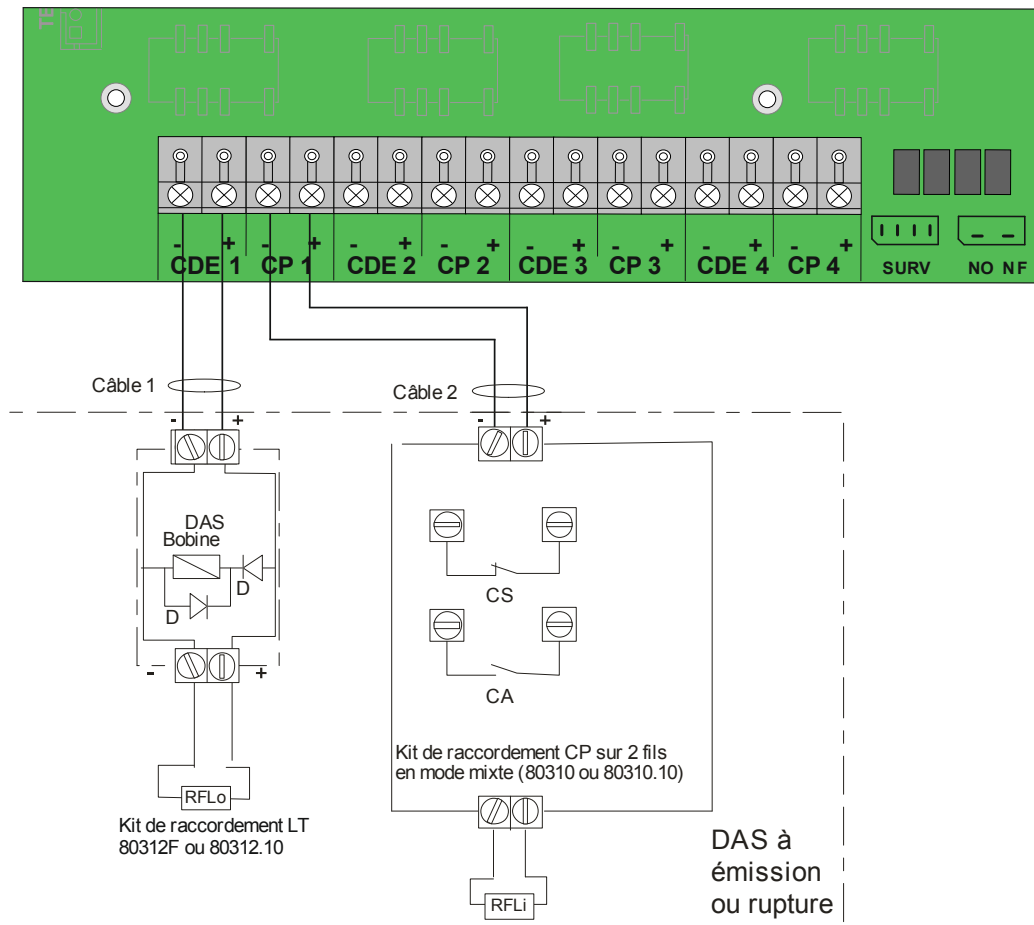 TE
- + - + - + - + - + - + - + - +
CDE 1 CP 1 CDE 2 CP 2 CDE 3 CP 3 CDE 4 CP 4
SURV NO NF
Câble 1
Câble 2
- +
- +
DAS
Bobine
D
D
- +
CS
CA
Kit de raccordement CP sur 2 fils
en mode mixte (80310 ou 80310.10)
RFLo
Kit de raccordement LT
80312F ou 80312.10
RFLi
DAS à
émission
ou rupture